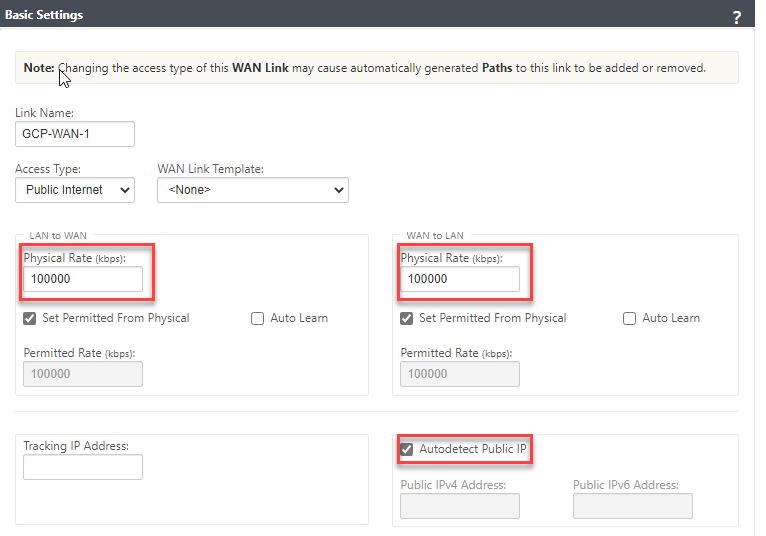 Basic Settings
?
Note: Changing the access type of this WAN Link may cause automatically generated Paths to this link to be added or removed.
Link Name:
GCP-WAN-1
Access Type: WAN Link Template:
Public Internet <None>
LAN to WAN
Physical Rate (kbps):
100000
Set Permitted From Physical Auto Learn
Permitted Rate (kbps):
100000
WAN to LAN
Physical Rate (kbps):
100000
Set Permitted From Physical Auto Learn
Permitted Rate (kbps):
100000
Tracking IP Address:
Autodetect Public IP
Public IPv4 Address: Public IPv6 Address: